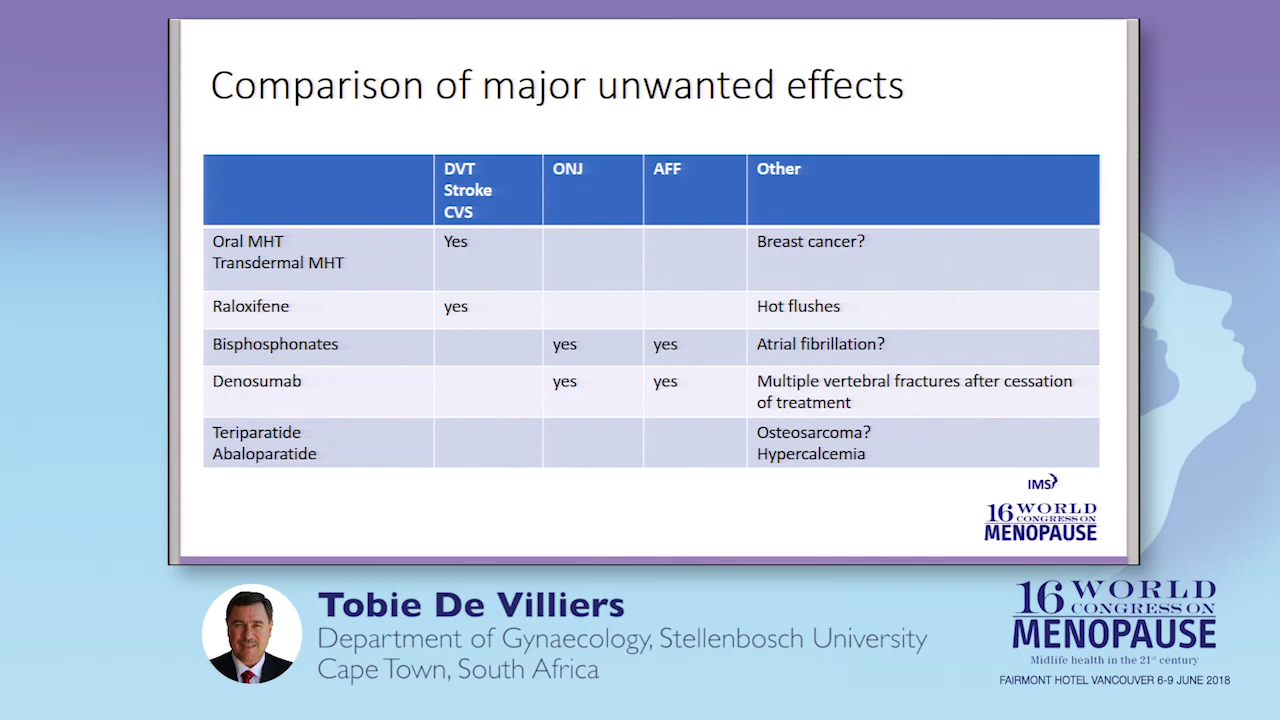 Comparison of major unwanted effects
DVT
Stroke
CVS
ONJ
AFF
Other
Oral MHT
Transdermal MHT
Yes
Breast cancer?
Raloxifene
yes
Hot flushes
Bisphosphonates
yes
yes
Atrial fibrillation?
Denosumab
yes
yes
Multiple vertebral fractures after cessation
of treatment
Teriparatide
Abaloparatide
Osteosarcoma?
Hypercalcemia
IMS
16 WORLD
CONGRESS ON
MENOPAUSE
Tobie De Villiers
Department of Gynaecology, Stellenbosch University
Cape Town, South Africa
16 WORLD
CONGRESS ON
MENOPAUSE
Midlife health in the 21st century
FAIRMONT HOTEL VANCOUVER 6-9 JUNE 2018